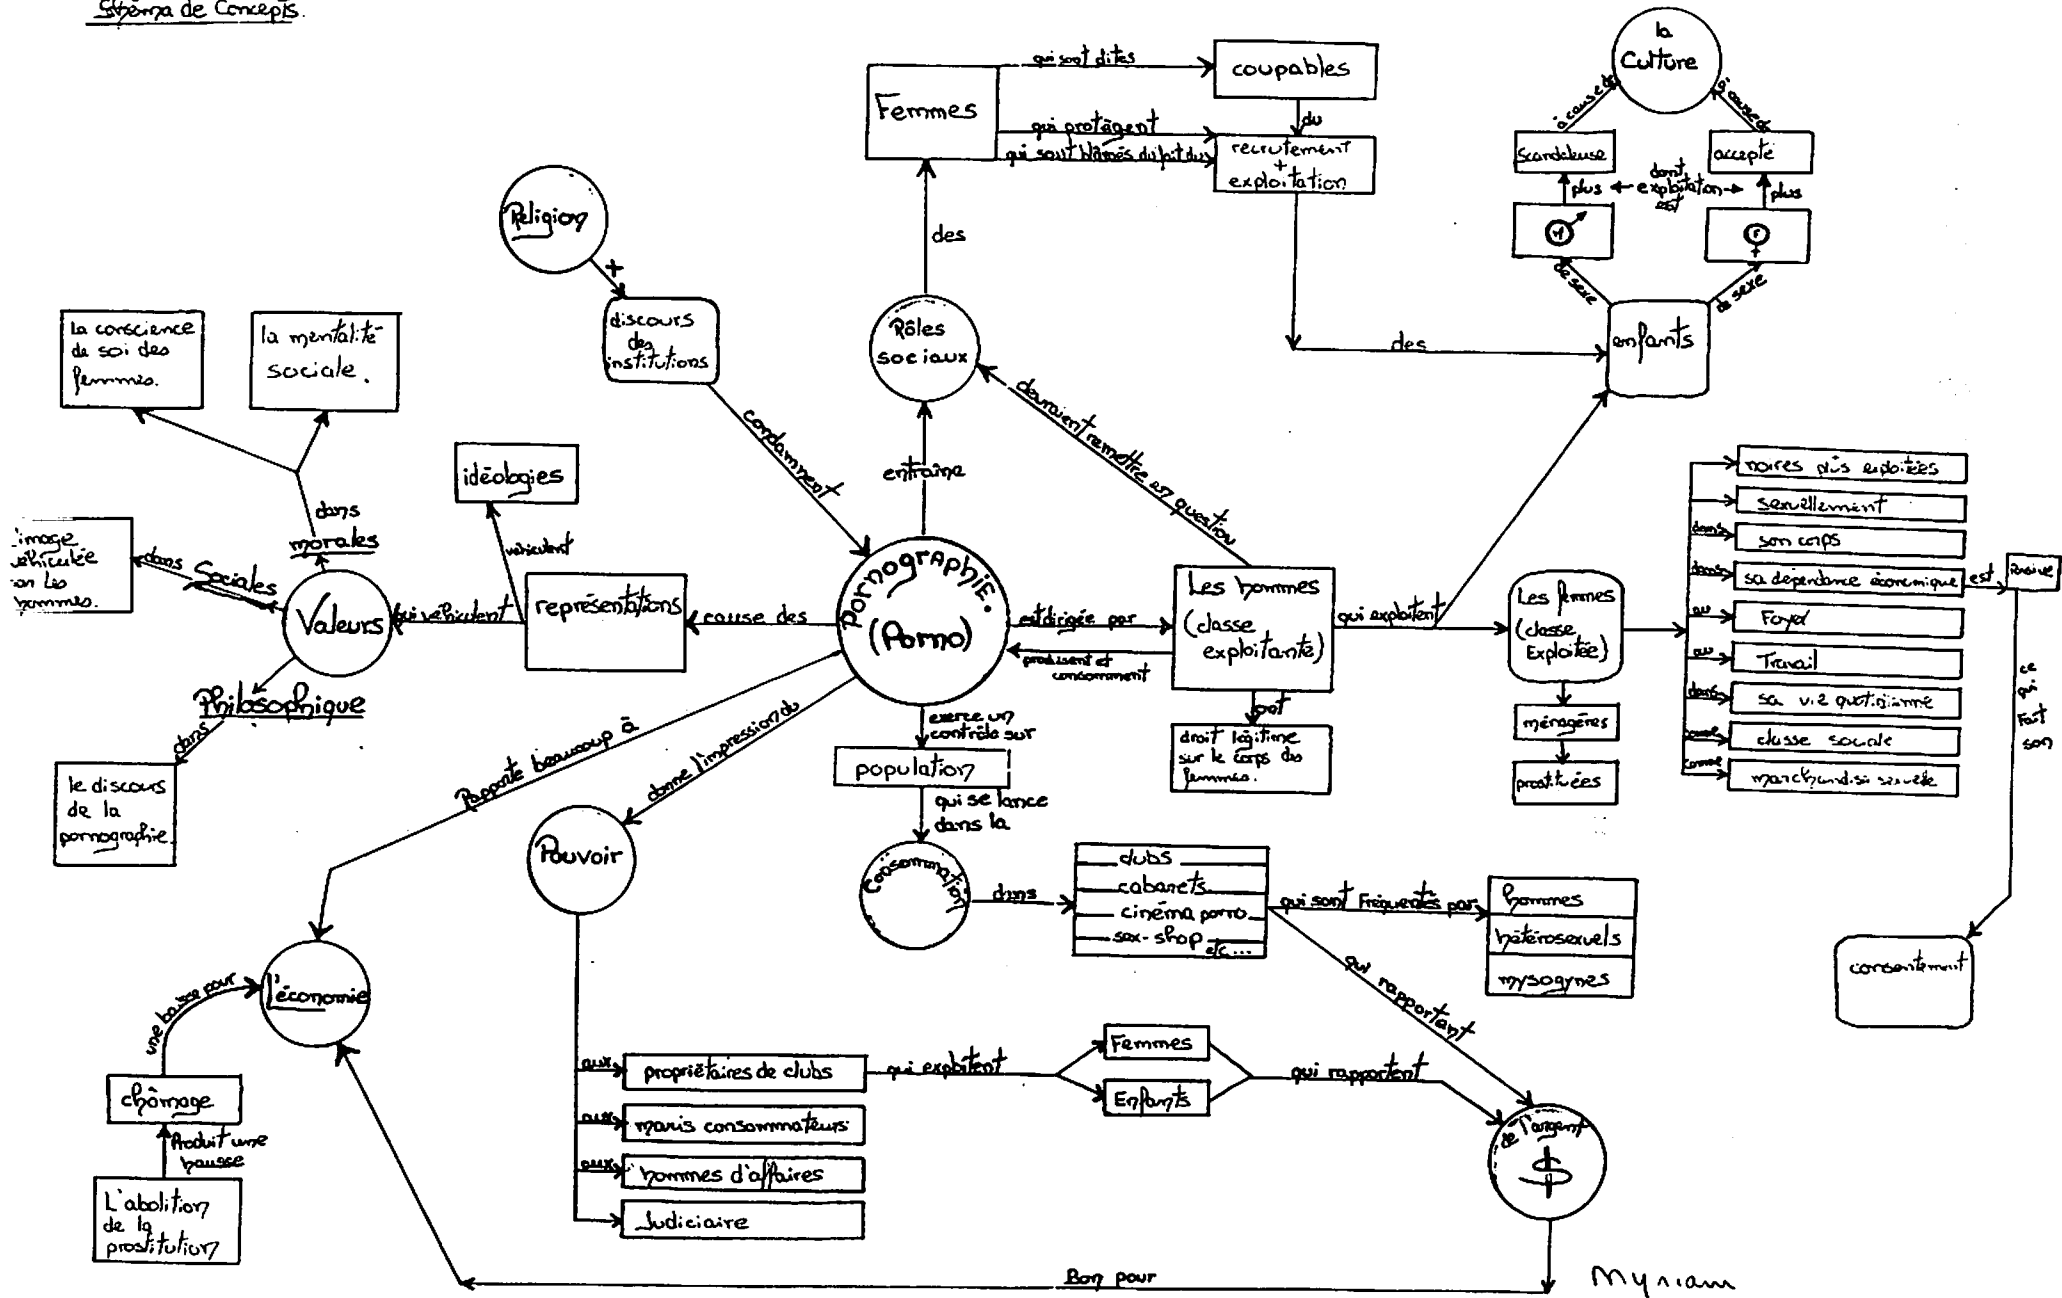 Schéma de Concepts.
la
Culture
à cause de
à cause de
Scandaleuse
accepté
plus
dont
exploitation
est
plus
M
F
de sexe
de sexe
enfants
Femmes
qui sont dites
coupables
du
qui protègent
qui sont blâmés du fait du
recrutement
+
exploitation
des
des
Religion
+
discours
des
institutions
condamnent
Rôles
sociaux
entraîne
devraient remettre en question
La conscience
de soi des
femmes.
la mentalité
sociale.
dans
morales
idéologies
véhiculent
image
véhiculée
les
hommes.
dans
Sociales
Valeurs
qui véhiculent
représentations
cause des
Pornographie.
(Porno)
est dirigée par
produisent et
consomment
Les hommes
(classe
exploitante)
qui exploitent
Les femmes
(classe
Exploitée)
noires plus exploitées
sexuellement
dans
son corps
dans
sa dépendance économique
est
Passive
au
Foyer
au
Travail
dans
sa vie quotidienne
comme
classe sociale
comme
marchandise sexuelle
ce
qui
Fait
son
consentement
Philosophique
dans
le discours
de la
pornographie.
Rapporte beaucoup à
donne l'impression du
exerce un
contrôle sur
population
qui se lance
dans la
Consommation
ont
droit légitime
sur le corps des
femmes.
ménagères
prostituées
Pouvoir
dans
clubs
cabarets
cinéma porno
sex-shop
etc...
qui sont Fréquentés par
hommes
hétérosexuels
mysogynes
qui rapportent
l'économie
une baisse pour
chômage
Produit une
hausse
L'abolition
de la
prostitution
aux
propriétaires de clubs
qui exploitent
Femmes
Enfants
qui rapportent
aux
maris consommateurs
aux
hommes d'affaires
Judiciaire
de l'argent
$
Bon pour
Myriam